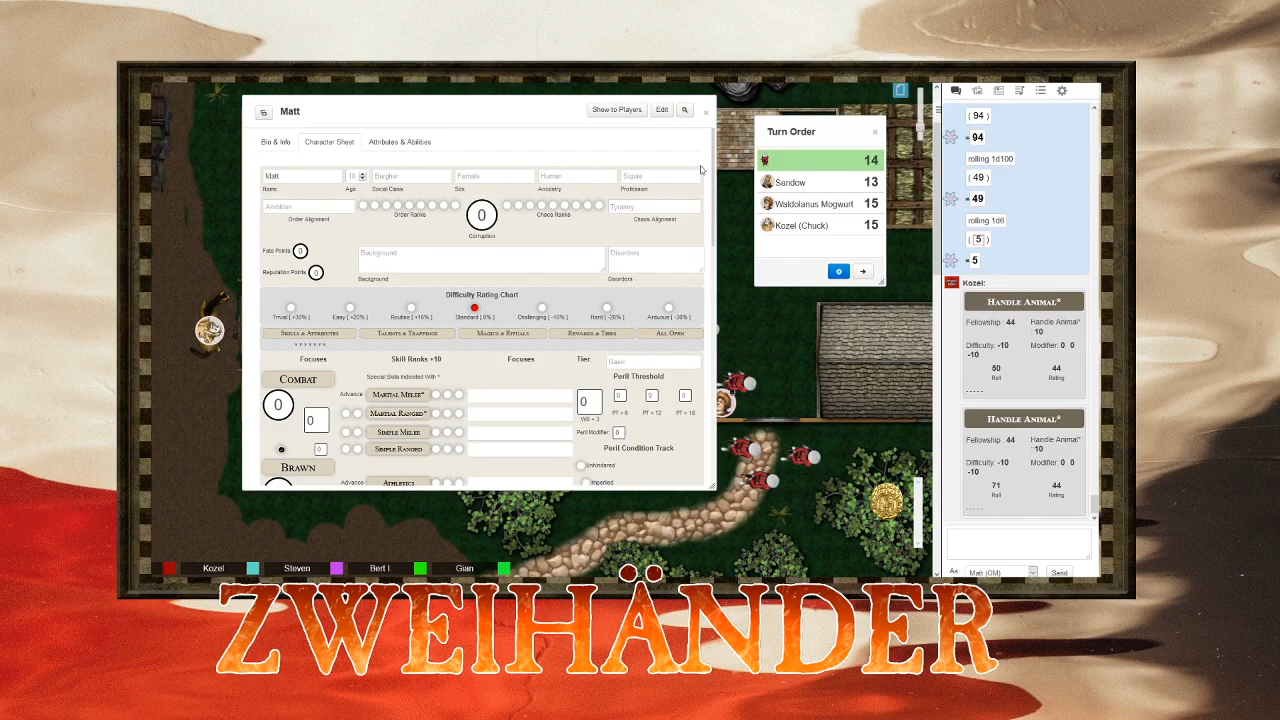 Matt
Show to Players
Edit
Bio & Info
Character Sheet
Attributes & Abilities
Matt
18
Burgher
Female
Human
Squire
Name
Age
Social Class
Sex
Ancestry
Profession
Ambition
0
Tyranny
Order Alignment
Order Ranks
Chaos Ranks
Chaos Alignment
Corruption
Fate Points 0
Background
Disorders
Reputation Points 0
Background
Disorders
Difficulty Rating Chart
Trivial [ +30% ]
Easy [ +20% ]
Routine [ +10% ]
Standard [ 0% ]
Challenging [ -10% ]
Hard [ -20% ]
Arduous [ -30% ]
Skills & Attributes
Talents & Trappings
Magick & Rituals
Rewards & Tiers
All Open
Focuses
Skill Ranks +10
Focuses
Tier:
Basic
Special Skills Indicated With *
Peril Threshold
Combat
Advance
Martial Melee*
0
0
0
0
0
0
PT + 6
PT + 12
PT + 18
Martial Ranged*
WB + 3
Simple Melee
Peril Modifier: 0
Simple Ranged
0
Peril Condition Track
Unhindered
Brawn
Advance
Athletics
Imperiled
Turn Order
14
Sandow 13
Waldolanus Mogwurt 15
Kozel (Chuck) 15
( 94 )
= 94
rolling 1d100
( 49 )
= 49
rolling 1d6
( 5 )
= 5
Kozel:
Handle Animal*
Fellowship: 44
Handle Animal* : 10
Difficulty: -10 -10
Modifier: 0 0
50
44
Roll
Rating
-----
Handle Animal*
Fellowship : 44
Handle Animal* : 10
Difficulty: -10 -10
Modifier: 0 0
71
44
Roll
Rating
-----
As:
Matt (GM)
Send
Kozel
Steven
Bert I.
Gian
ZWEIHÄNDER